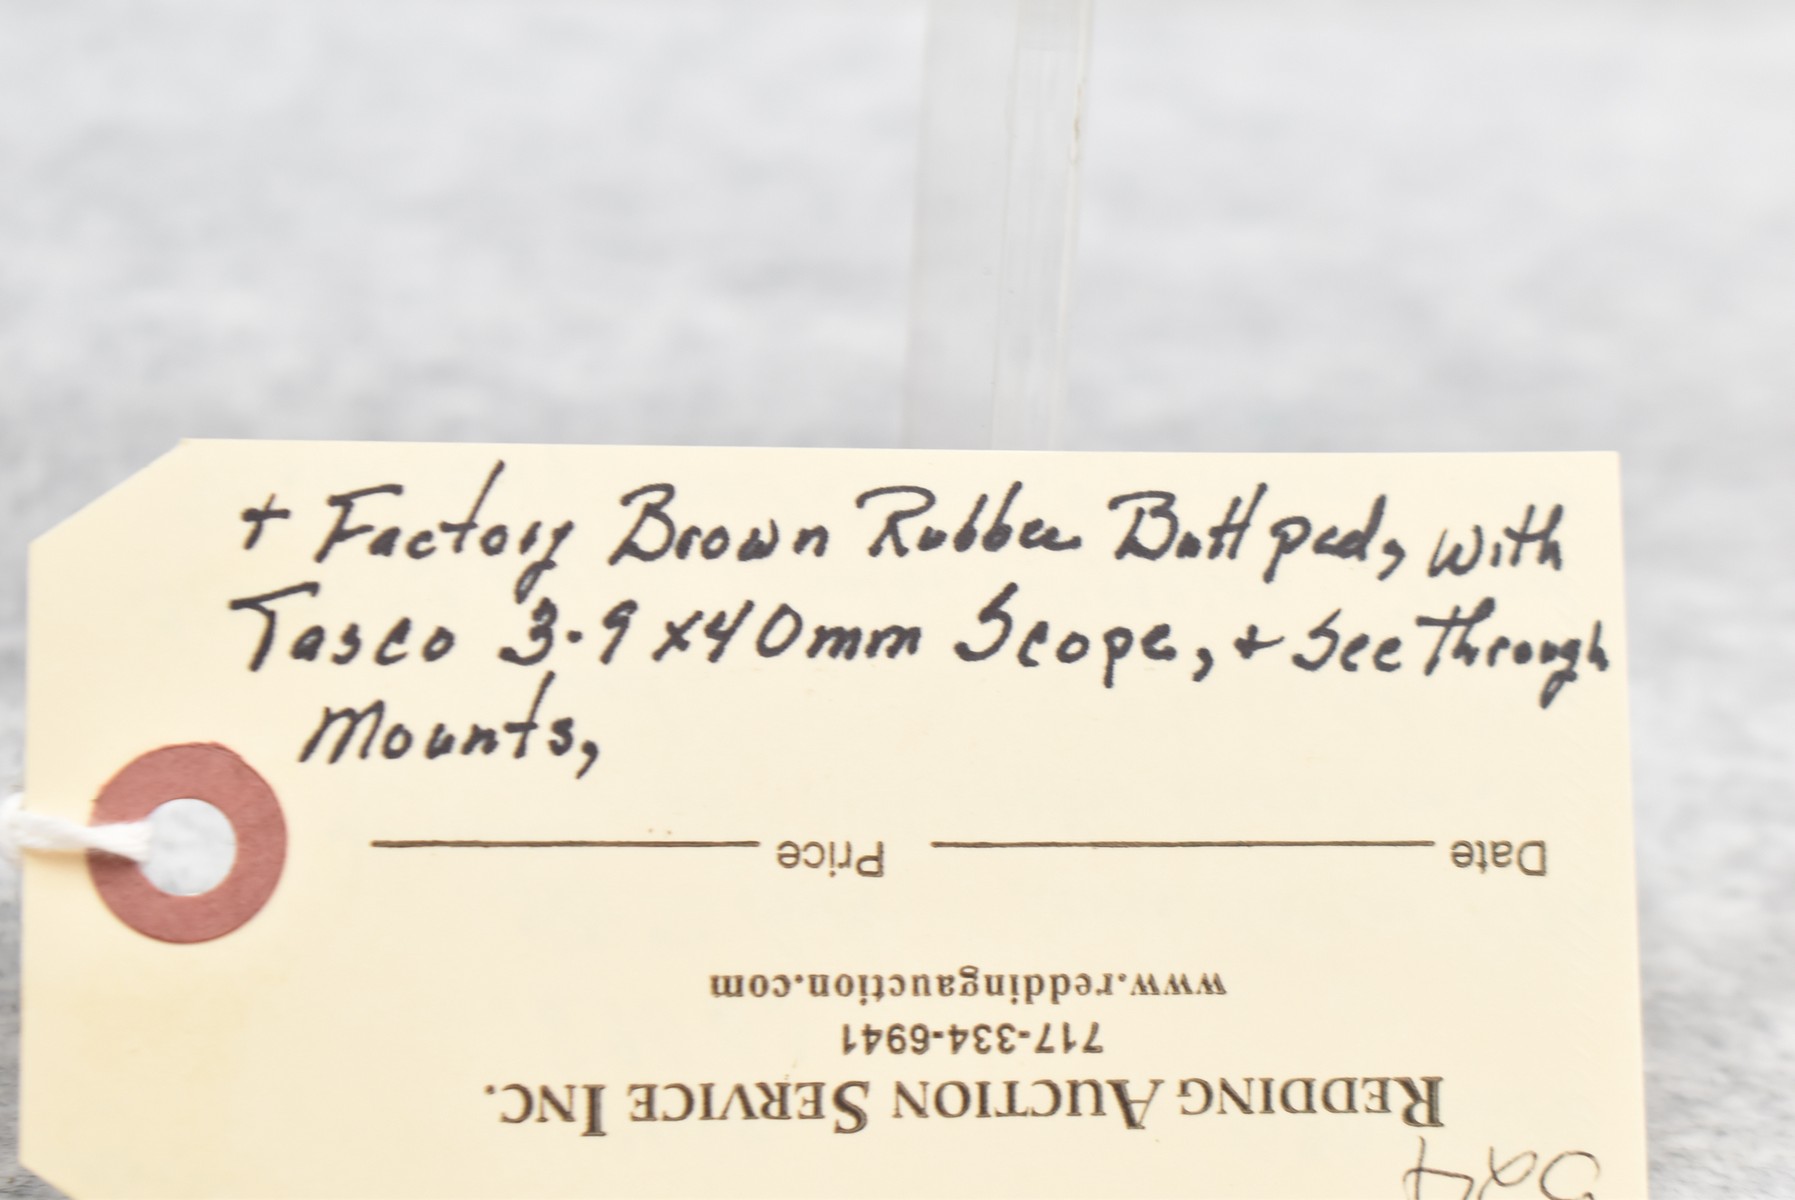 + Factory Brown Rubber Butt pad, with
Tasco 3-9x40mm Scope, + See Through
Mounts,
Date Price
www.reddingauction.com
717-334-6941
REDDING AUCTION SERVICE INC.